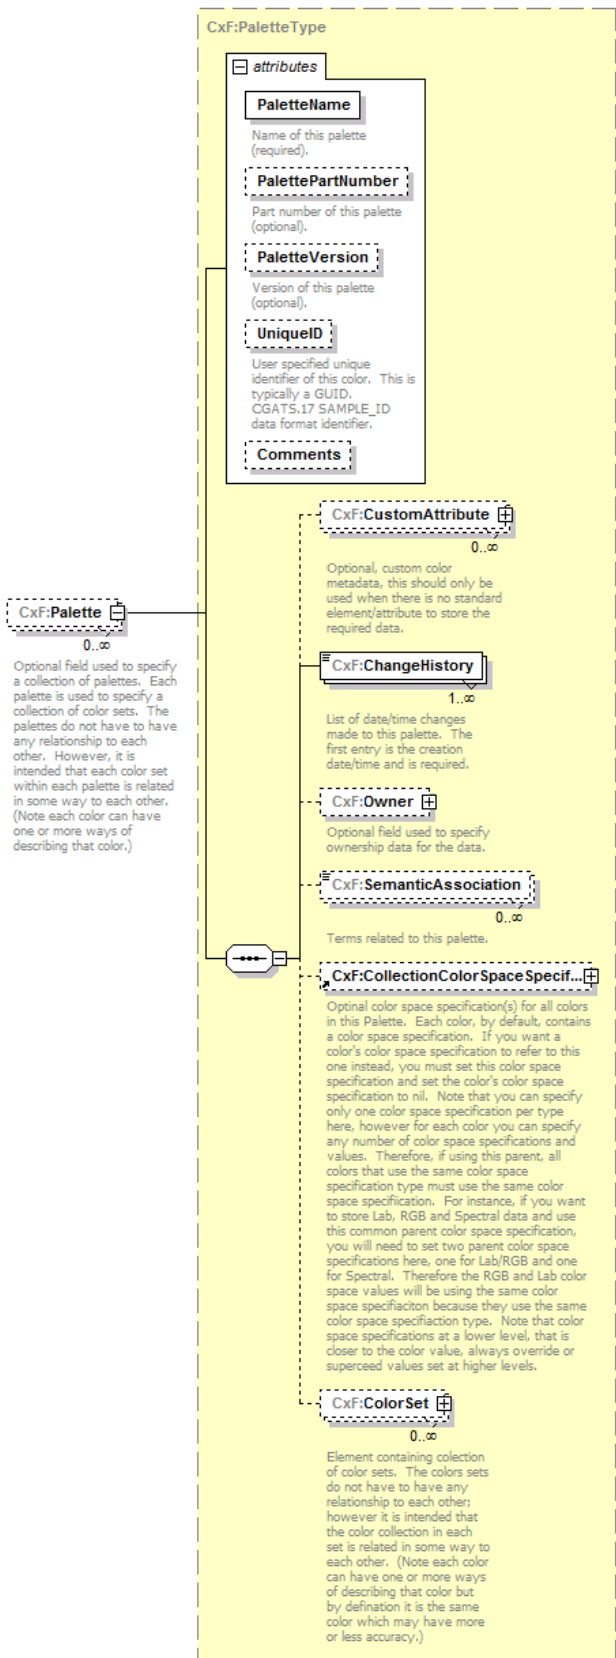 CxF:PaletteType
attributes
PaletteName
Name of this palette
(required).
PalettePartNumber
Part number of this palette
(optional).
PaletteVersion
Version of this palette
(optional).
UniqueID
User specified unique
identifier of this color.  This is
typically a GUID.
CGATS.17 SAMPLE_ID
data format identifier.
Comments
CxF:CustomAttribute
0..∞
Optional, custom color
metadata, this should only be
used when there is no standard
element/attribute to store the
required data.
CxF:Palette
0..∞
Optional field used to specify
a collection of palettes.  Each
palette is used to specify a
collection of color sets.  The
palettes do not have to have
any relationship to each
other.  However, it is
intended that each color set
within each palette is related
in some way to each other.
(Note each color can have
one or more ways of
describing that color.)
CxF:ChangeHistory
1..∞
List of date/time changes
made to this palette.  The
first entry is the creation
date/time and is required.
CxF:Owner
Optional field used to specify
ownership data for the data.
CxF:SemanticAssociation
0..∞
Terms related to this palette.
CxF:CollectionColorSpaceSpecif...
Optinal color space specification(s) for all colors
in this Palette.  Each color, by default, contains
a color space specification.  If you want a
color's color space specification to refer to this
one instead, you must set this color space
specification and set the color's color space
specification to nil.  Note that you can specify
only one color space specification per type
here, however for each color you can specify
any number of color space specifications and
values.  Therefore, if using this parent, all
colors that use the same color space
specification type must use the same color
space specifiication.  For instance, if you want
to store Lab, RGB and Spectral data and use
this common parent color space specification,
you will need to set two parent color space
specifications here, one for Lab/RGB and one
for Spectral.  Therefore the RGB and Lab color
space values will be using the same color
space specifiaciton because they use the same
color space specifiaction type.  Note that color
space specifications at a lower level, that is
closer to the color value, always override or
superceed values set at higher levels.
CxF:ColorSet
0..∞
Element containing colection
of color sets.  The colors sets
do not have to have any
relationship to each other;
however it is intended that
the color collection in each
set is related in some way to
each other.  (Note each color
can have one or more ways
of describing that color but
by defination it is the same
color which may have more
or less accuracy.)